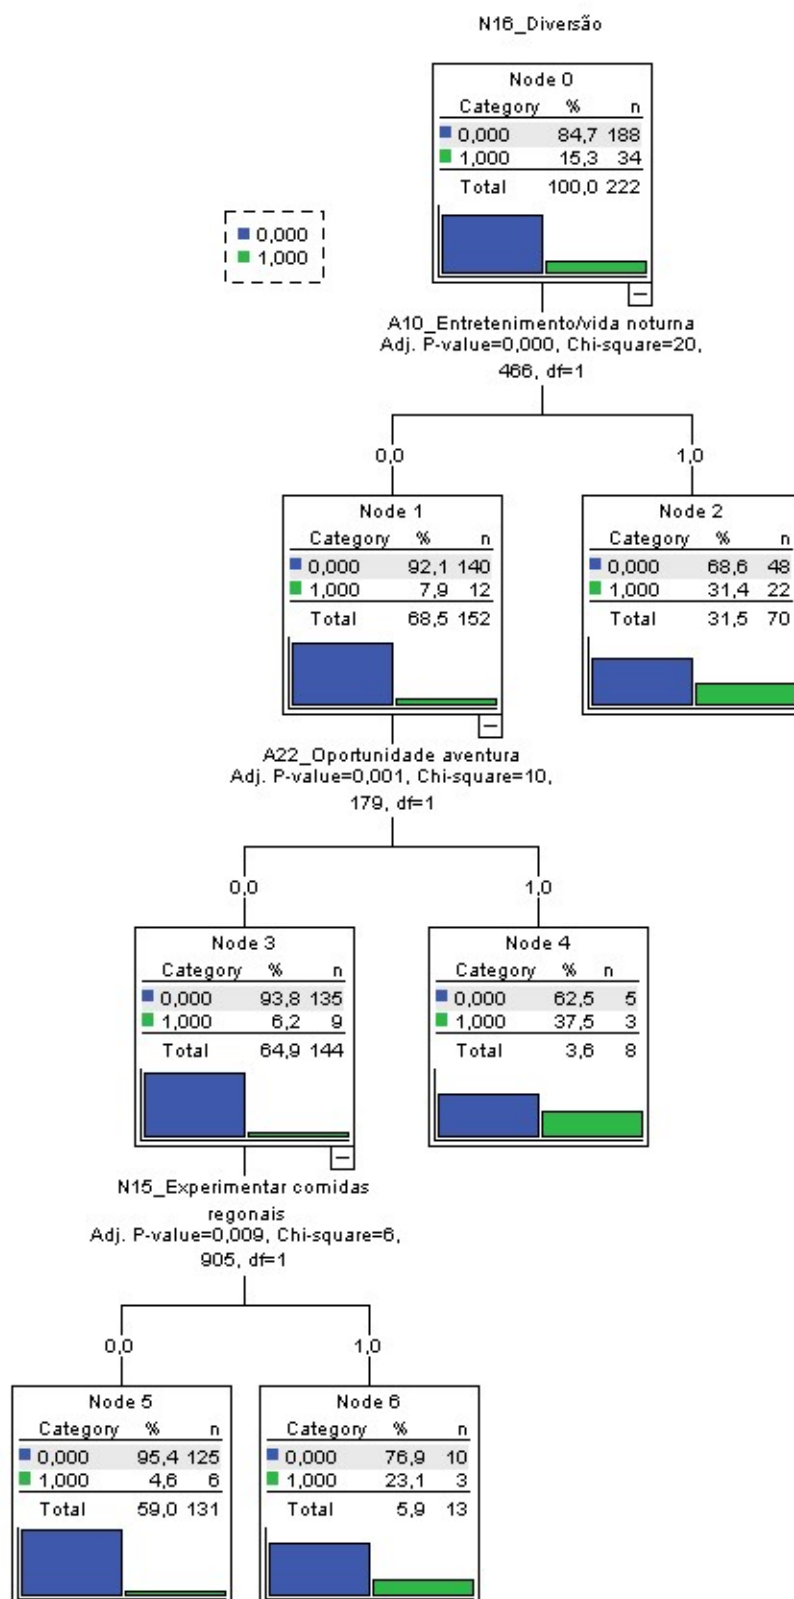 N16_Diversão
Node 0
Category % n
0,000 84,7 188
1,000 15,3 34
Total 100,0 222
0,000
1,000
A10_Entretenimento/vida noturna
Adj. P-value=0,000, Chi-square=20,
466, df=1
0,0 1,0
Node 1
Category % n
0,000 92,1 140
1,000 7,9 12
Total 68,5 152
Node 2
Category % n
0,000 68,6 48
1,000 31,4 22
Total 31,5 70
A22_Oportunidade aventura
Adj. P-value=0,001, Chi-square=10,
179, df=1
0,0 1,0
Node 3
Category % n
0,000 93,8 135
1,000 6,2 9
Total 64,9 144
Node 4
Category % n
0,000 62,5 5
1,000 37,5 3
Total 3,6 8
N15_Experimentar comidas
regonais
Adj. P-value=0,009, Chi-square=6,
905, df=1
0,0 1,0
Node 5
Category % n
0,000 95,4 125
1,000 4,6 6
Total 59,0 131
Node 6
Category % n
0,000 76,9 10
1,000 23,1 3
Total 5,9 13